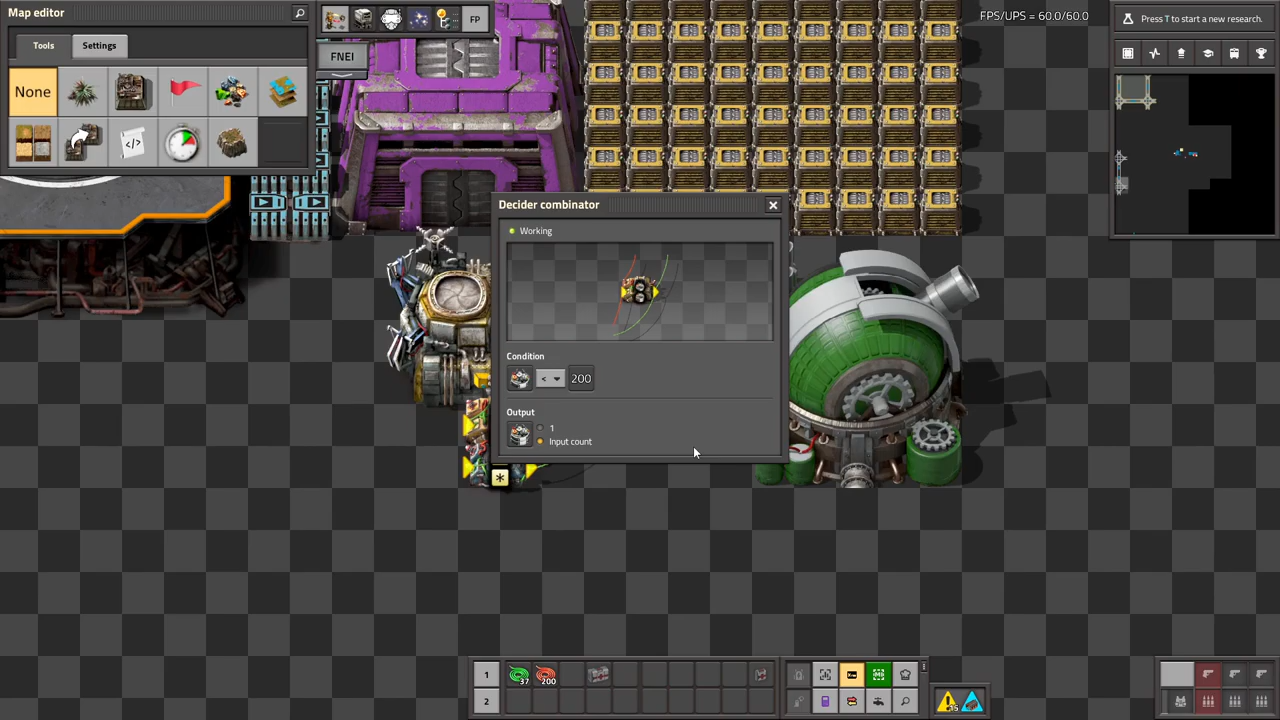 Map editor
Tools
Settings
None
</>
FP
FNEI
FPS/UPS = 60.0/60.0
Press T to start a new research.
Decider combinator
Working
Condition
< 200
Output
1
Input count
1
37
200
2